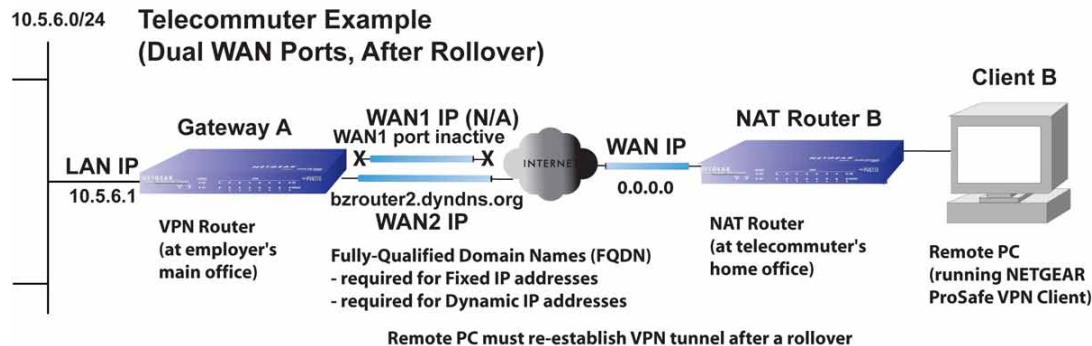 10.5.6.0/24
Telecommuter Example
(Dual WAN Ports, After Rollover)
Client B
Gateway A
WAN1 IP (N/A)
WAN1 port inactive
X X
NAT Router B
LAN IP
10.5.6.1
NETGEAR
INTERNET
WAN IP
0.0.0.0
NETGEAR
bzrouter2.dyndns.org
WAN2 IP
VPN Router
(at employer's
main office)
Fully-Qualified Domain Names (FQDN)
- required for Fixed IP addresses
- required for Dynamic IP addresses
NAT Router
(at telecommuter's
home office)
Remote PC
(running NETGEAR
ProSafe VPN Client)
Remote PC must re-establish VPN tunnel after a rollover